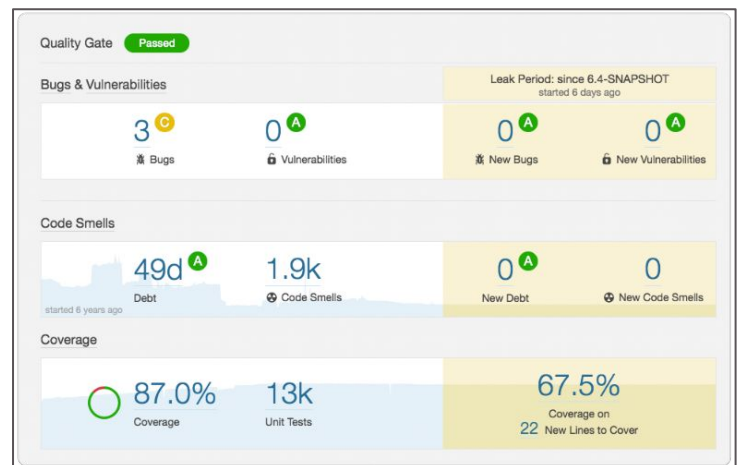 Quality Gate Passed
Bugs & Vulnerabilities
Leak Period: since 6.4-SNAPSHOT
started 6 days ago
3 C
0 A
0 A
0 A
Bugs
Vulnerabilities
New Bugs
New Vulnerabilities
Code Smells
49d A
1.9k
0 A
0
Debt
Code Smells
New Debt
New Code Smells
started 6 years ago
Coverage
87.0%
13k
67.5%
Coverage
Unit Tests
Coverage on
22 New Lines to Cover